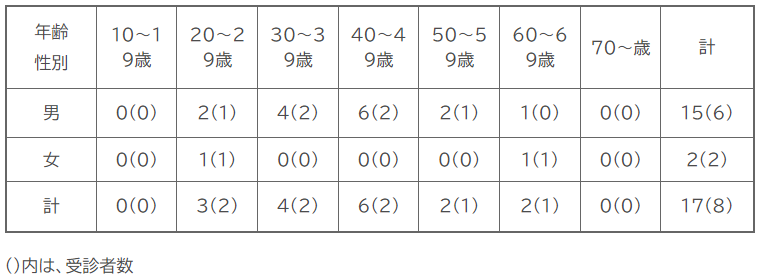 年齢
性別 10~19歳 20~29歳 30~39歳 40~49歳 50~59歳 60~69歳 70~歳 計
男 0(0) 2(1) 4(2) 6(2) 2(1) 1(0) 0(0) 15(6)
女 0(0) 1(1) 0(0) 0(0) 0(0) 1(1) 0(0) 2(2)
計 0(0) 3(2) 4(2) 6(2) 2(1) 2(1) 0(0) 17(8)
()内は、受診者数